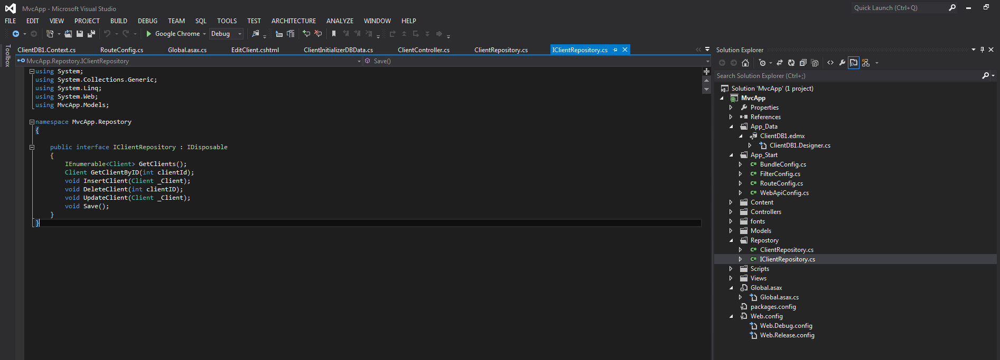 MvcApp - Microsoft Visual Studio
Quick Launch (Ctrl+Q)
FILE EDIT VIEW PROJECT BUILD DEBUG TEAM SQL TOOLS TEST ARCHITECTURE ANALYZE WINDOW HELP
Google Chrome Debug
Toolbox
ClientDB1.Context.cs RouteConfig.cs Global.asax.cs EditClient.cshtml ClientInitializerDBData.cs ClientController.cs ClientRepository.cs IClientRepository.cs
MvcApp.Repostory.IClientRepository Save()
using System;
using System.Collections.Generic;
using System.Linq;
using System.Web;
using MvcApp.Models;
namespace MvcApp.Repostory
{
public interface IClientRepository : IDisposable
{
IEnumerable<Client> GetClients();
Client GetClientByID(int clientId);
void InsertClient(Client _Client);
void DeleteClient(int clientID);
void UpdateClient(Client _Client);
void Save();
}
}
Solution Explorer
Search Solution Explorer (Ctrl+;)
Solution 'MvcApp' (1 project)
MvcApp
Properties
References
App_Data
ClientDB1.edmx
ClientDB1.Designer.cs
App_Start
C# BundleConfig.cs
C# FilterConfig.cs
C# RouteConfig.cs
C# WebApiConfig.cs
Content
Controllers
fonts
Models
Repostory
C# ClientRepository.cs
C# IClientRepository.cs
Scripts
Views
Global.asax
Global.asax.cs
packages.config
Web.config
Web.Debug.config
Web.Release.config